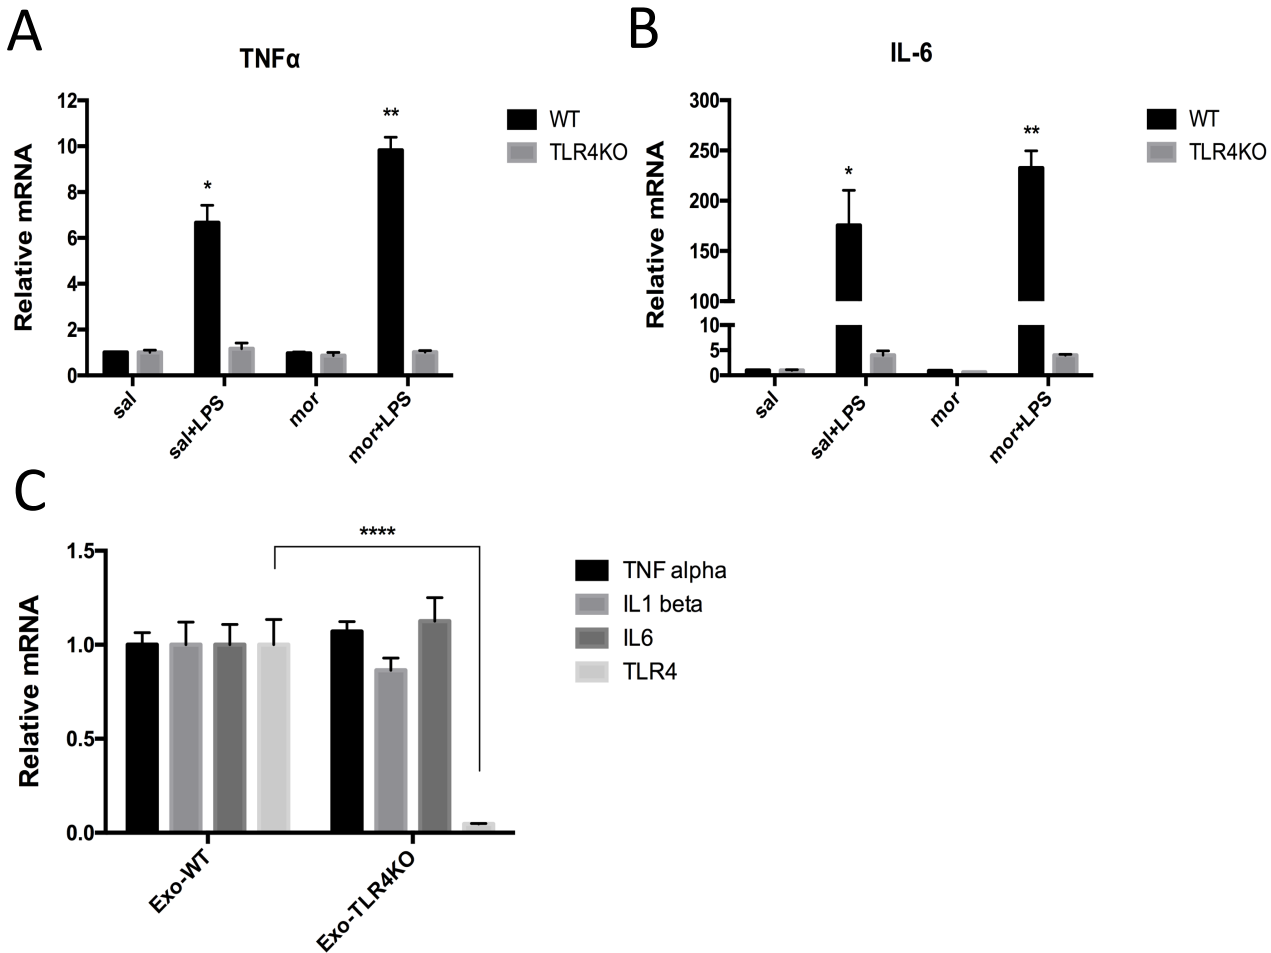 A
TNFα
Relative mRNA
12
10
8
6
4
2
0
*
**
WT
TLR4KO
sal
sal+LPS
mor
mor+LPS
B
IL-6
Relative mRNA
300
250
200
150
100
10
5
0
*
**
WT
TLR4KO
sal
sal+LPS
mor
mor+LPS
C
Relative mRNA
1.5
1.0
0.5
0.0
****
TNF alpha
IL1 beta
IL6
TLR4
Exo-WT
Exo-TLR4KO